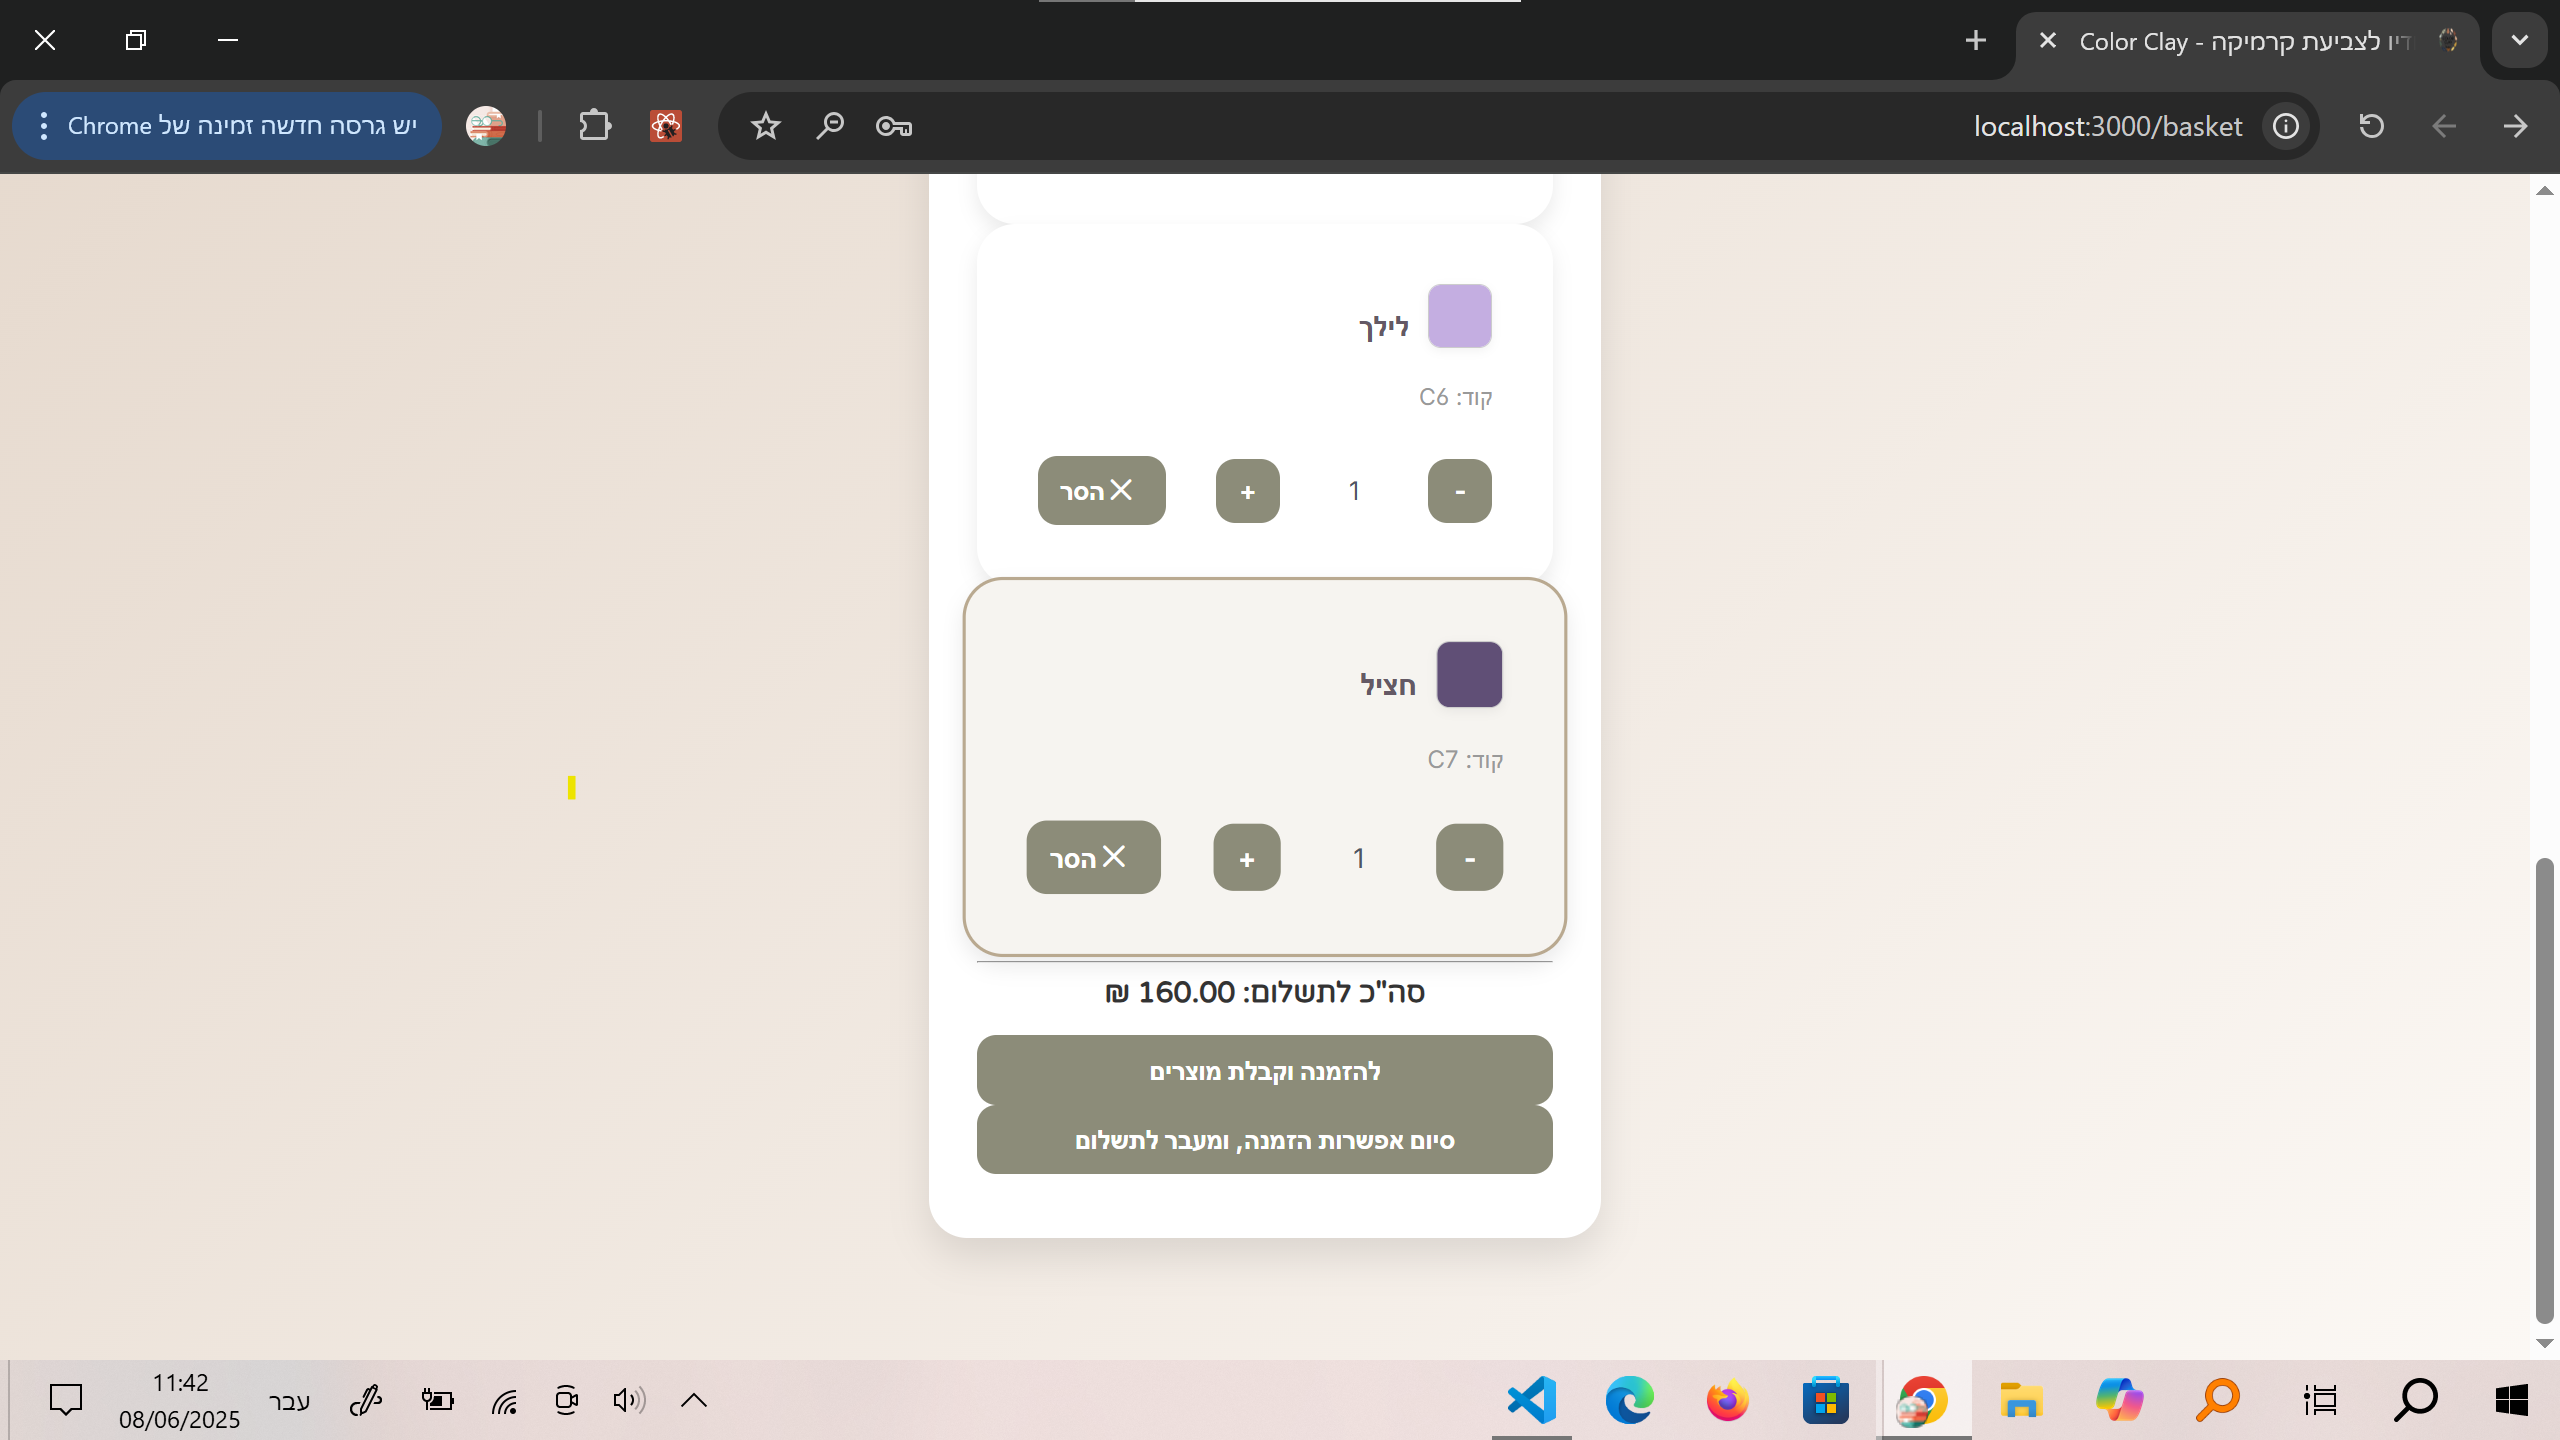 Color Clay - דיו לצביעת קרמיקה
localhost:3000/basket
יש גרסה חדשה זמינה של Chrome
לילך
קוד: C6
- 1 + הסר
חציל
קוד: C7
- 1 + הסר
סה"כ לתשלום: 160.00 ₪
להזמנה וקבלת מוצרים
סיום אפשרות הזמנה, ומעבר לתשלום
עבר
11:42
08/06/2025